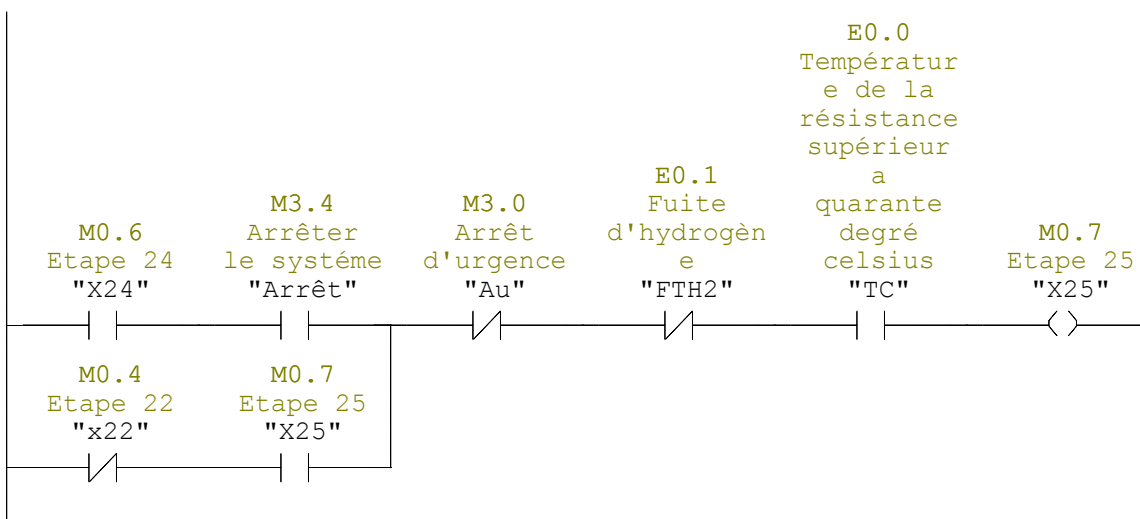 E0.0
Températur
e de la
résistance
supérieur
a
quarante
degré
celsius
"TC"
E0.1
Fuite
d'hydrogèn
e
"FTH2"
M3.0
Arrêt
d'urgence
"Au"
M3.4
Arrêter
le systéme
"Arrêt"
M0.6
Etape 24
"X24"
M0.7
Etape 25
"X25"
M0.4
Etape 22
"x22"
M0.7
Etape 25
"X25"